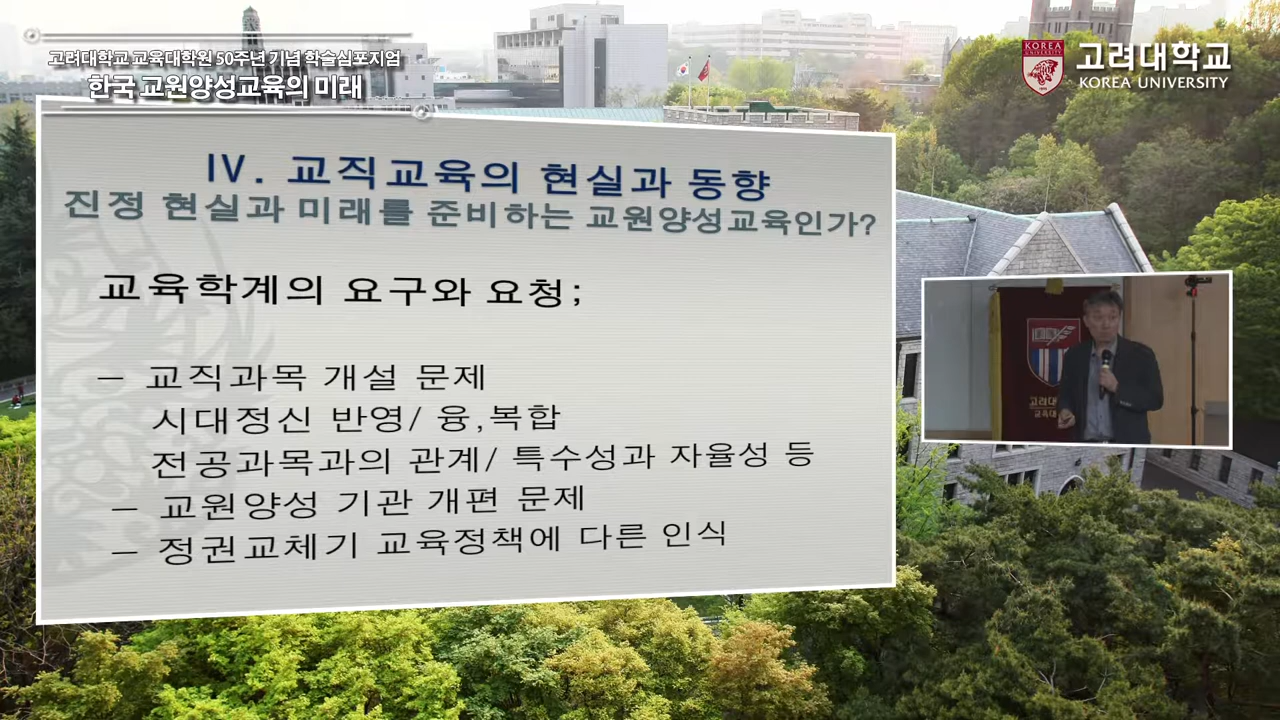 고려대학교 교육대학원 50주년 기념 학술심포지엄
한국 교원양성교육의 미래
KOREA
고려대학교
KOREA UNIVERSITY
Ⅳ. 교직교육의 현실과 동향
진정 현실과 미래를 준비하는 교원양성교육인가?
교육학계의 요구와 요청;
– 교직과목 개설 문제
시대정신 반영/ 융,복합
전공과목과의 관계/ 특수성과 자율성 등
– 교원양성 기관 개편 문제
– 정권교체기 교육정책에 다른 인식
고려대
교육대